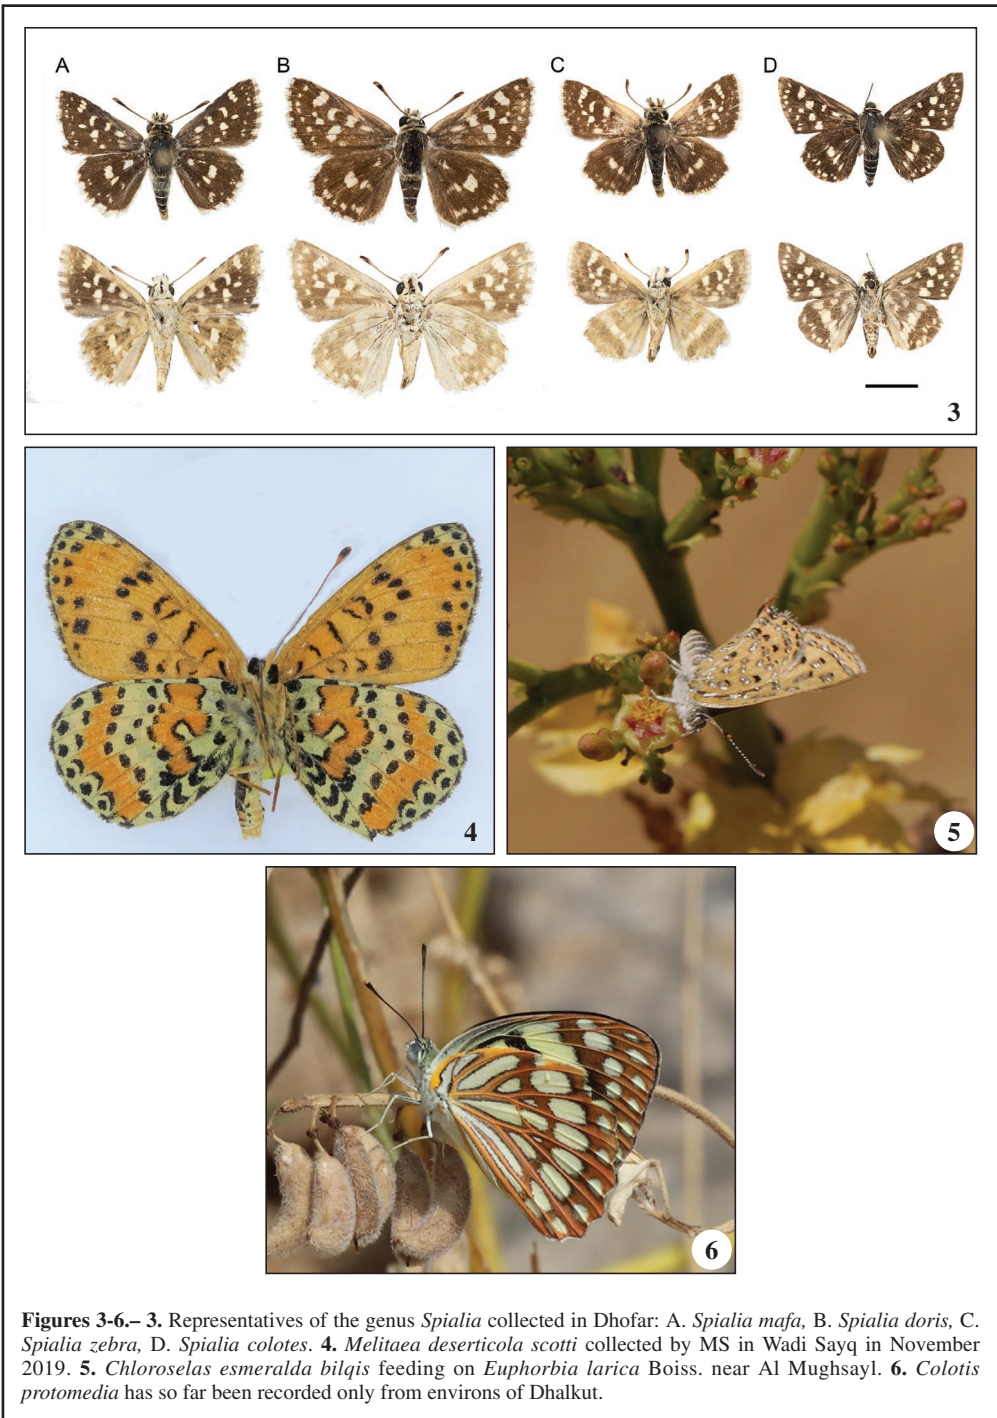 A B C D
3
4
5
6
Figures 3-6.– 3. Representatives of the genus Spialia collected in Dhofar: A. Spialia mafa, B. Spialia doris, C.
Spialia zebra, D. Spialia colotes. 4. Melitaea deserticola scotti collected by MS in Wadi Sayq in November
2019. 5. Chloroselas esmeralda bilqis feeding on Euphorbia larica Boiss. near Al Mughsayl. 6. Colotis
protomedia has so far been recorded only from environs of Dhalkut.